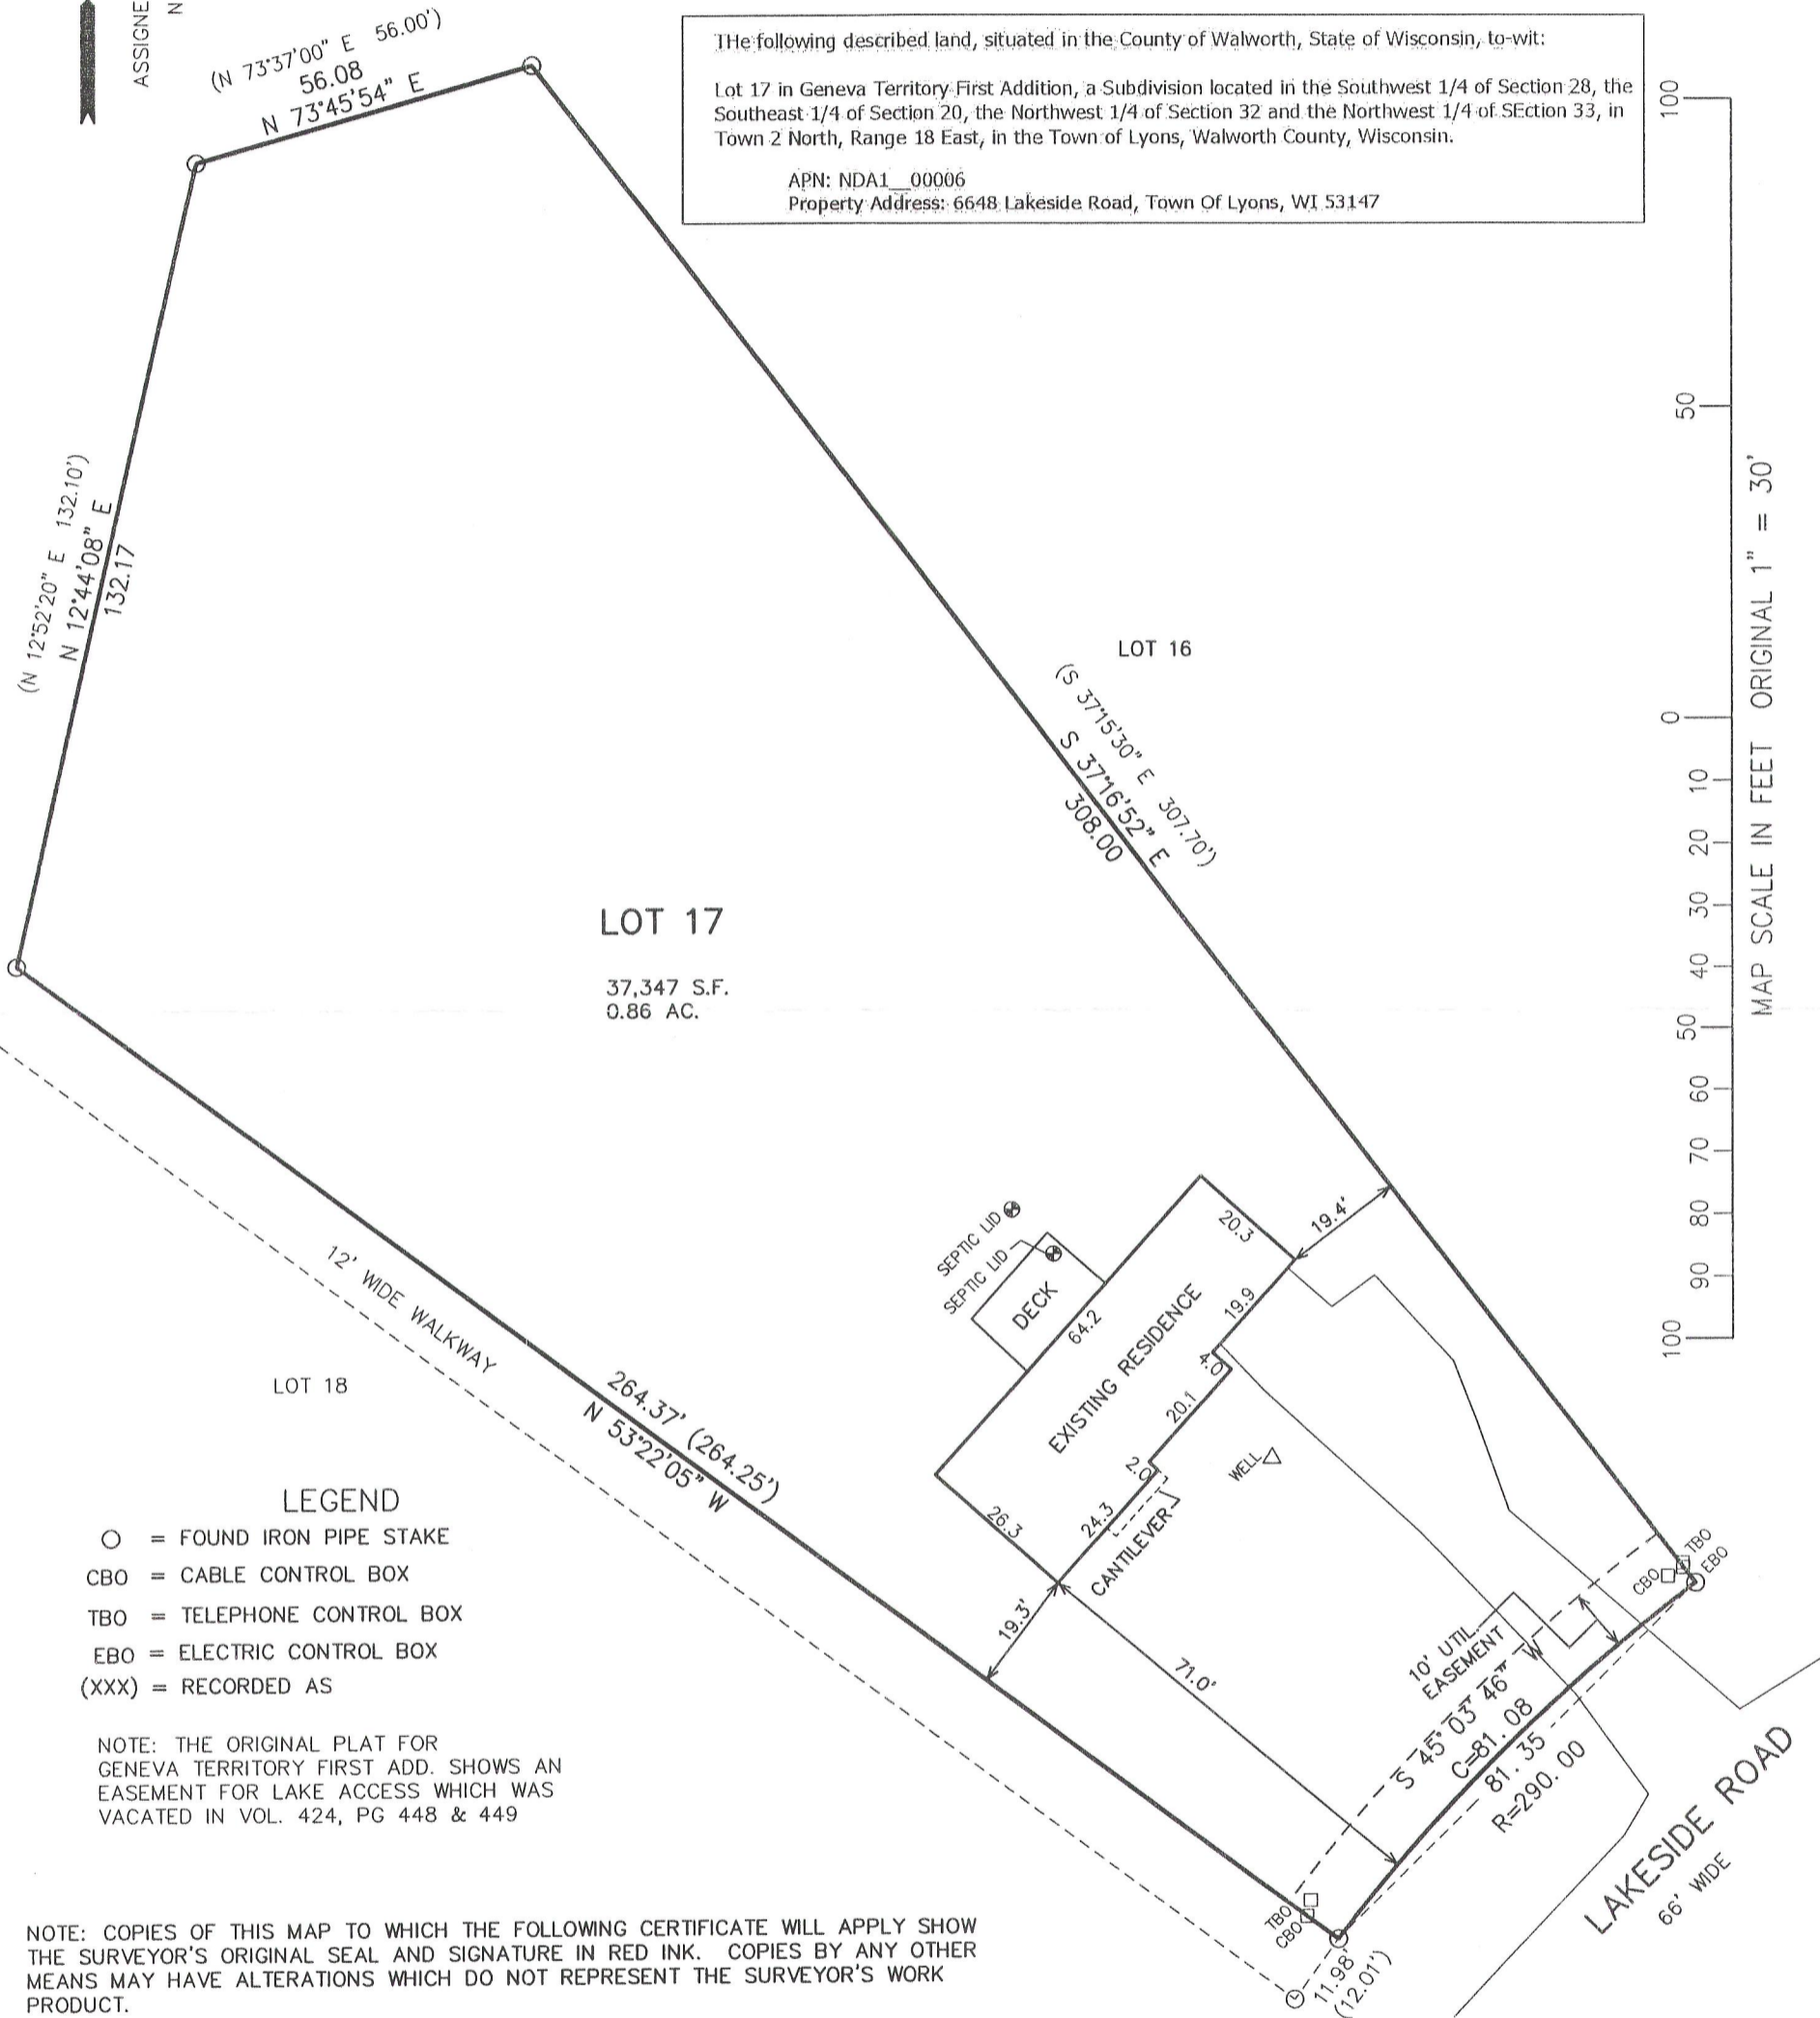 ASSIGNE
N
(N 73°37'00" E 56.00')
56.08
N 73°45'54" E
THe following described land, situated in the County of Walworth, State of Wisconsin, to-wit:
Lot 17 in Geneva Territory First Addition, a Subdivision located in the Southwest 1/4 of Section 28, the
Southeast 1/4 of Section 20, the Northwest 1/4 of Section 32 and the Northwest 1/4 of SEction 33, in
Town 2 North, Range 18 East, in the Town of Lyons, Walworth County, Wisconsin.
APN: NDA1__00006
Property Address: 6648 Lakeside Road, Town Of Lyons, WI 53147
100
50
0
10
20
30
40
50
60
70
80
90
100
MAP SCALE IN FEET ORIGINAL 1" = 30'
(N 12°52'20" E 132.10')
N 12°44'08" E
132.17
LOT 16
(S 37°15'30" E 307.70')
S 37°16'52" E
308.00
LOT 17
37,347 S.F.
0.86 AC.
12' WIDE WALKWAY
LOT 18
264.37' (264.25')
N 53°22'05" W
SEPTIC LID
SEPTIC LID
DECK
64.2
EXISTING RESIDENCE
20.3
19.4'
19.9
4.0
20.1
2.0
24.3
26.3
CANTILEVER
WELL
19.3'
71.0'
TBO
EBO
CBO
10' UTIL.
EASEMENT
S 45°03'46" W
C=81.08
81.35
R=290.00
LAKESIDE ROAD
66' WIDE
TBO
CBO
11.98'
(12.01')
LEGEND
O = FOUND IRON PIPE STAKE
CBO = CABLE CONTROL BOX
TBO = TELEPHONE CONTROL BOX
EBO = ELECTRIC CONTROL BOX
(XXX) = RECORDED AS
NOTE: THE ORIGINAL PLAT FOR
GENEVA TERRITORY FIRST ADD. SHOWS AN
EASEMENT FOR LAKE ACCESS WHICH WAS
VACATED IN VOL. 424, PG 448 & 449
NOTE: COPIES OF THIS MAP TO WHICH THE FOLLOWING CERTIFICATE WILL APPLY SHOW
THE SURVEYOR'S ORIGINAL SEAL AND SIGNATURE IN RED INK. COPIES BY ANY OTHER
MEANS MAY HAVE ALTERATIONS WHICH DO NOT REPRESENT THE SURVEYOR'S WORK
PRODUCT.